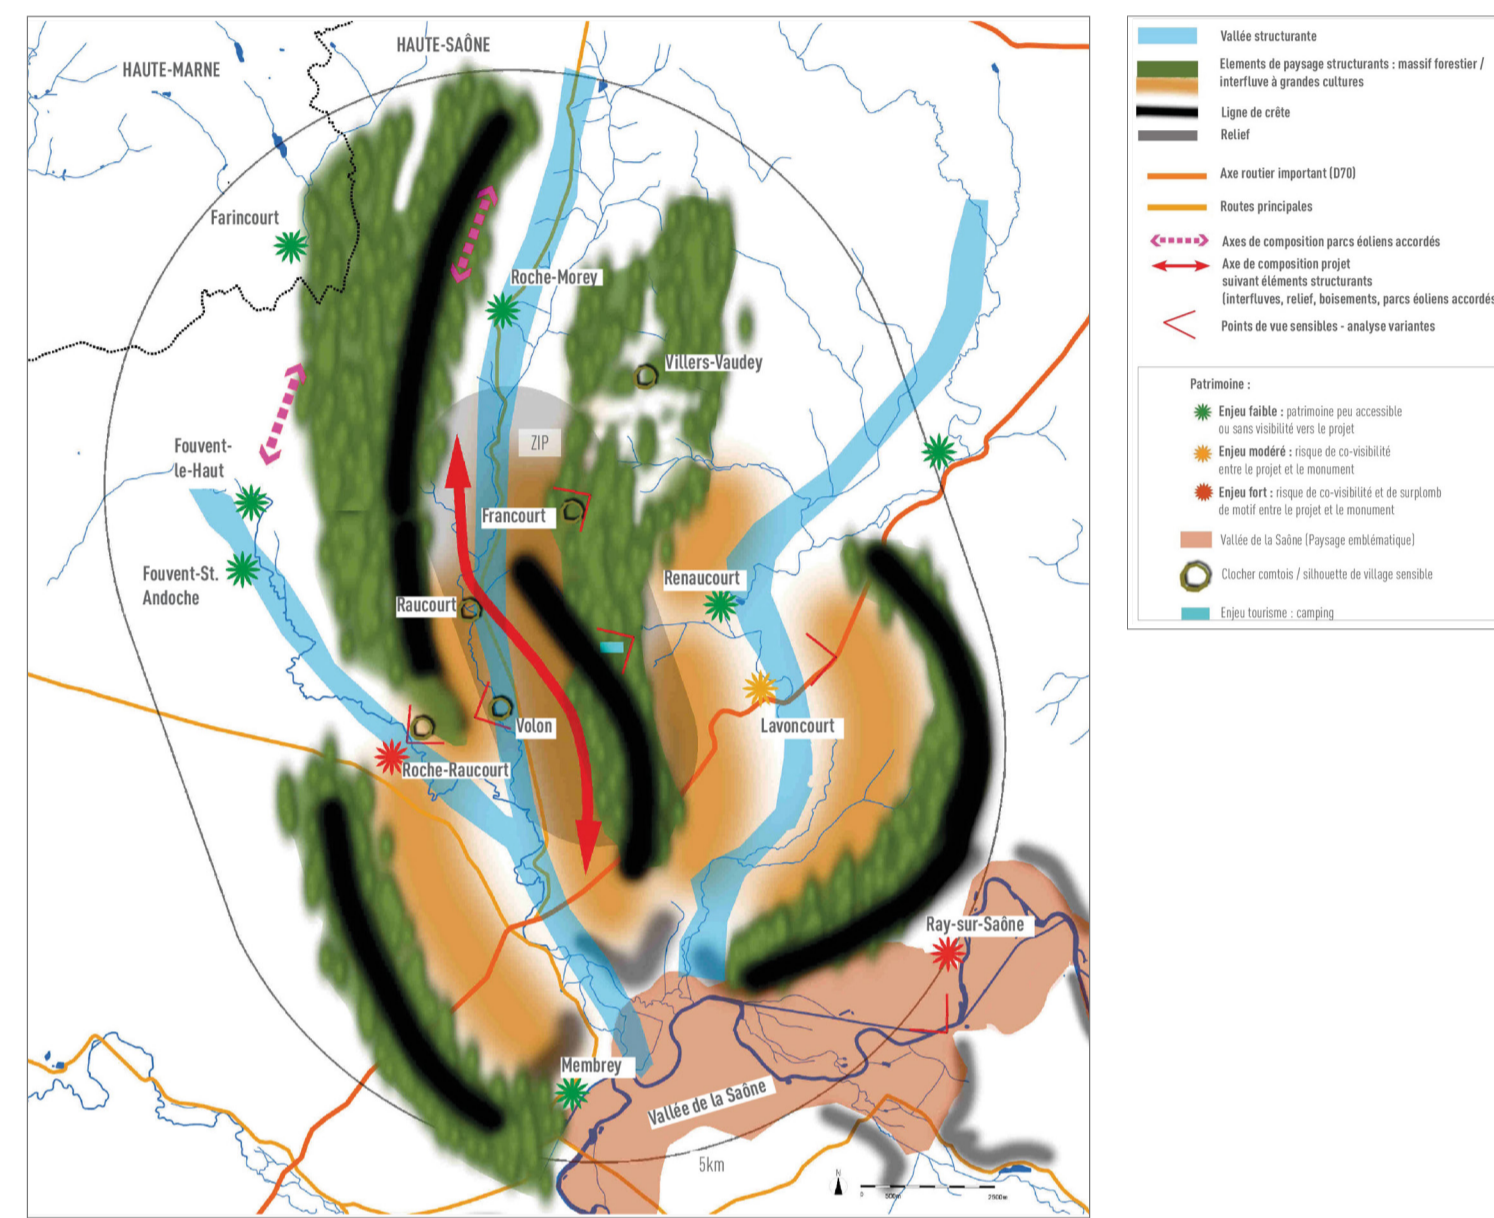 HAUTE-SAÔNE
HAUTE-MARNE
Farincourt
Roche-Morey
Villers-Vaudey
ZIP
Fouvent-
le-Haut
Francourt
Fouvent-St.
Andoche
Renaucourt
Raucourt
Volon
Lavoncourt
Roche-Raucourt
Ray-sur-Saône
Membrey
Vallée de la Saône
5km
N
0 500m 2500m
Vallée structurante
Elements de paysage structurants : massif forestier /
interfluve à grandes cultures
Ligne de crête
Relief
Axe routier important (D70)
Routes principales
Axes de composition parcs éoliens accordés
Axe de composition projet
suivant éléments structurants
(interfluves, relief, boisements, parcs éoliens accordés
Points de vue sensibles - analyse variantes
Patrimoine :
Enjeu faible : patrimoine peu accessible
ou sans visibilité vers le projet
Enjeu modéré : risque de co-visibilité
entre le projet et le monument
Enjeu fort : risque de co-visibilité et de surplomb
de motif entre le projet et le monument
Vallée de la Saône (Paysage emblématique)
Clocher comtois / silhouette de village sensible
Enjeu tourisme : camping